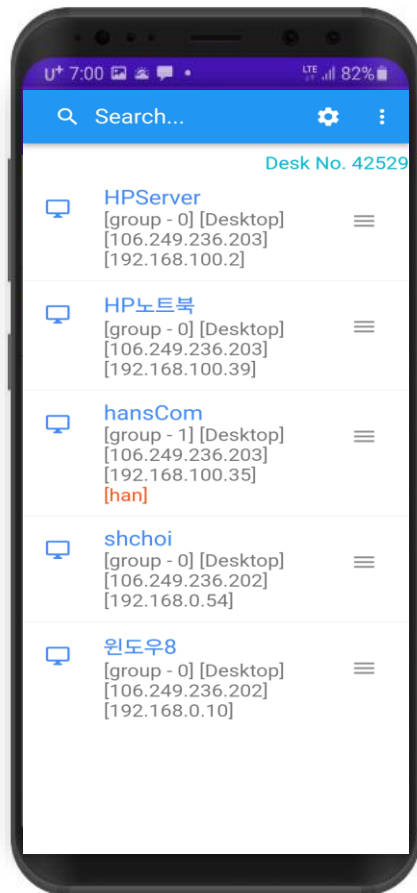 U+ 7:00 LTE 82%
Search...
Desk No. 42529
HPServer
[group - 0] [Desktop]
[106.249.236.203]
[192.168.100.2]
HP노트북
[group - 0] [Desktop]
[106.249.236.203]
[192.168.100.39]
hansCom
[group - 1] [Desktop]
[106.249.236.203]
[192.168.100.35]
[han]
shchoi
[group - 0] [Desktop]
[106.249.236.202]
[192.168.0.54]
윈도우8
[group - 0] [Desktop]
[106.249.236.202]
[192.168.0.10]